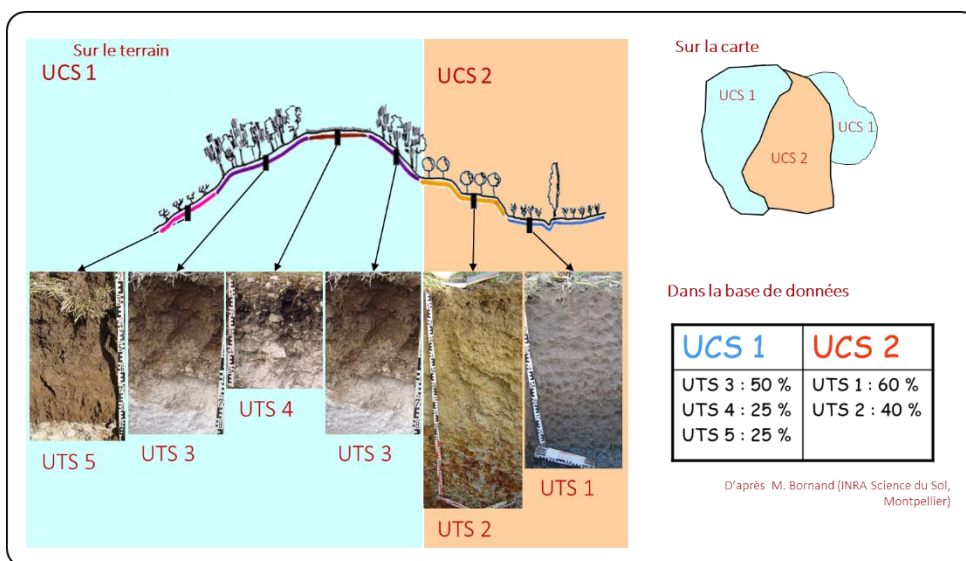 Sur le terrain
UCS 1
UCS 2
UTS 5
UTS 3
UTS 4
UTS 3
UTS 2
UTS 1
Sur la carte
UCS 1
UCS 1
UCS 2
Dans la base de données
UCS 1
UCS 2
UTS 3 : 50 %
UTS 1 : 60 %
UTS 4 : 25 %
UTS 2 : 40 %
UTS 5 : 25 %
D'après M. Bornand (INRA Science du Sol,
Montpellier)